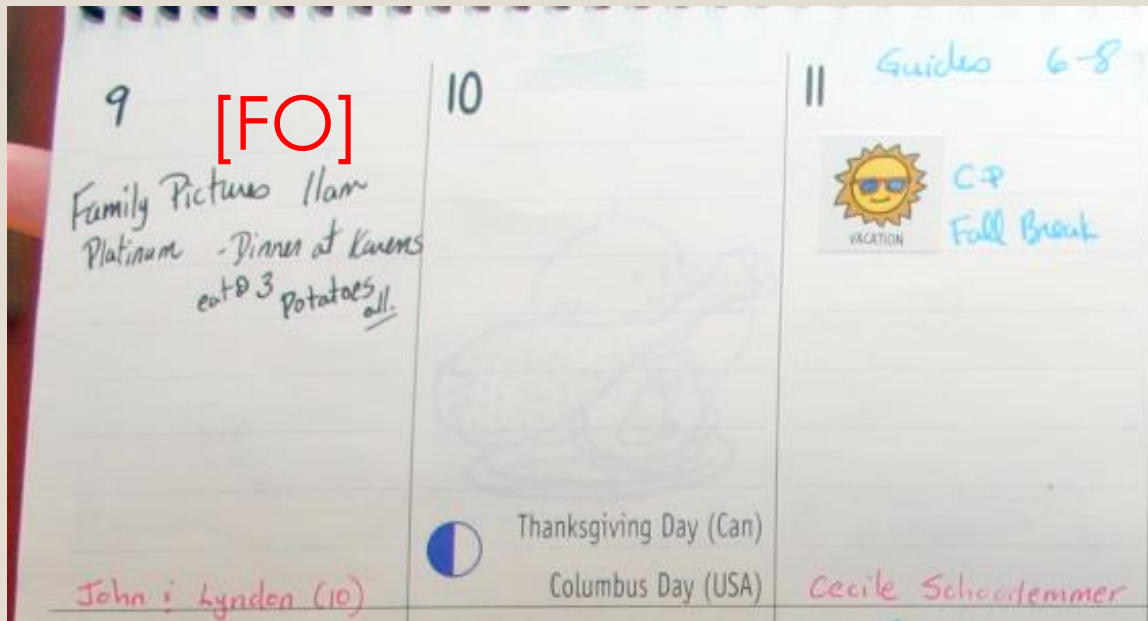 9
[FO]
Family Pictures 11am
Platinum - Dinner at Karens
eat @ 3 Potatoes all.
John & Lyndon (10)
10
Thanksgiving Day (Can)
Columbus Day (USA)
11
Guides 6-8
VACATION
CP
Fall Break
Cecile